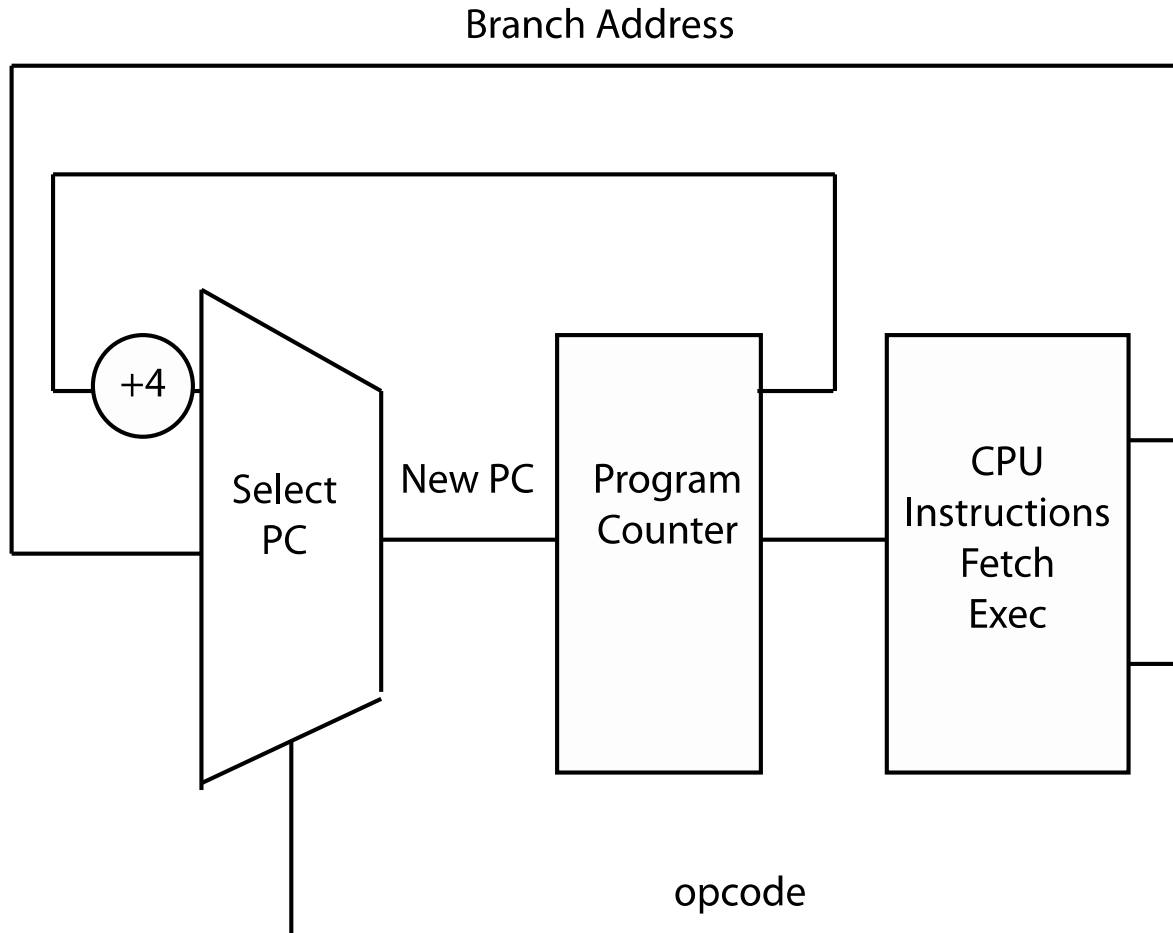 Branch Address
+4
Select
PC
New PC
Program
Counter
CPU
Instructions
Fetch
Exec
opcode